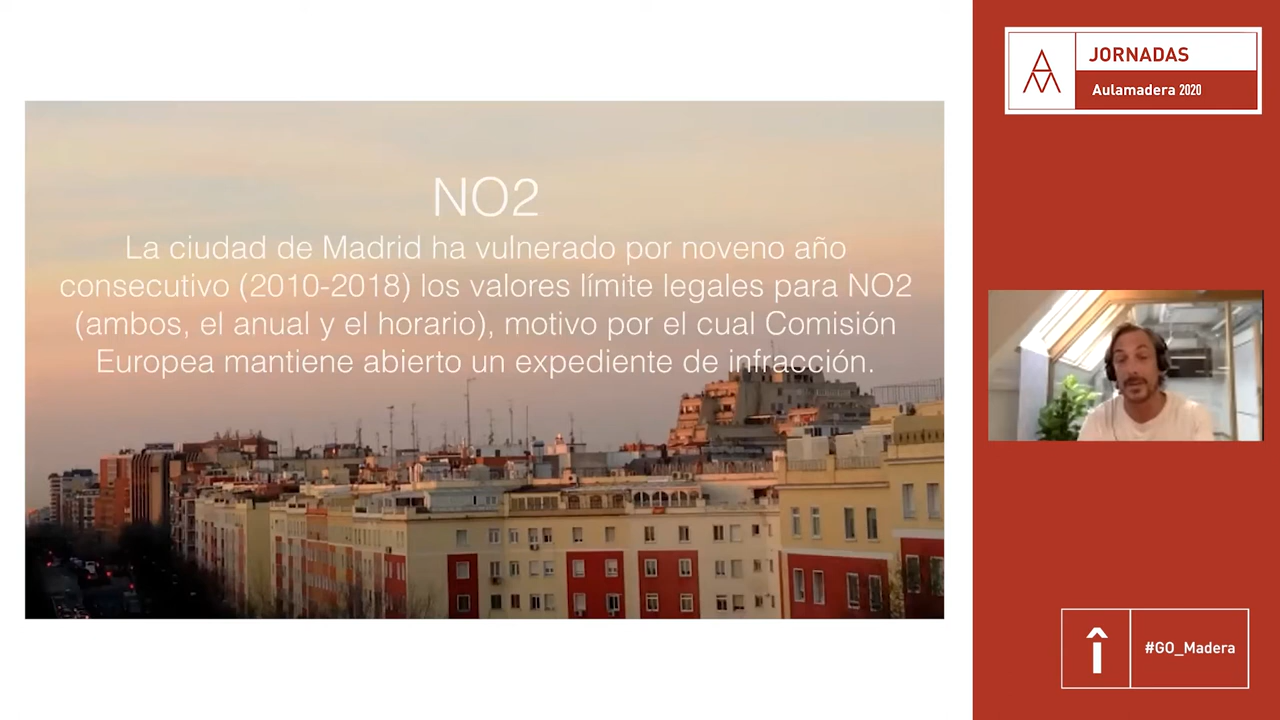 NO2
La ciudad de Madrid ha vulnerado por noveno año
consecutivo (2010-2018) los valores límite legales para NO2
(ambos, el anual y el horario), motivo por el cual Comisión
Europea mantiene abierto un expediente de infracción.
JORNADAS
Aulamadera 2020
#GO_Madera